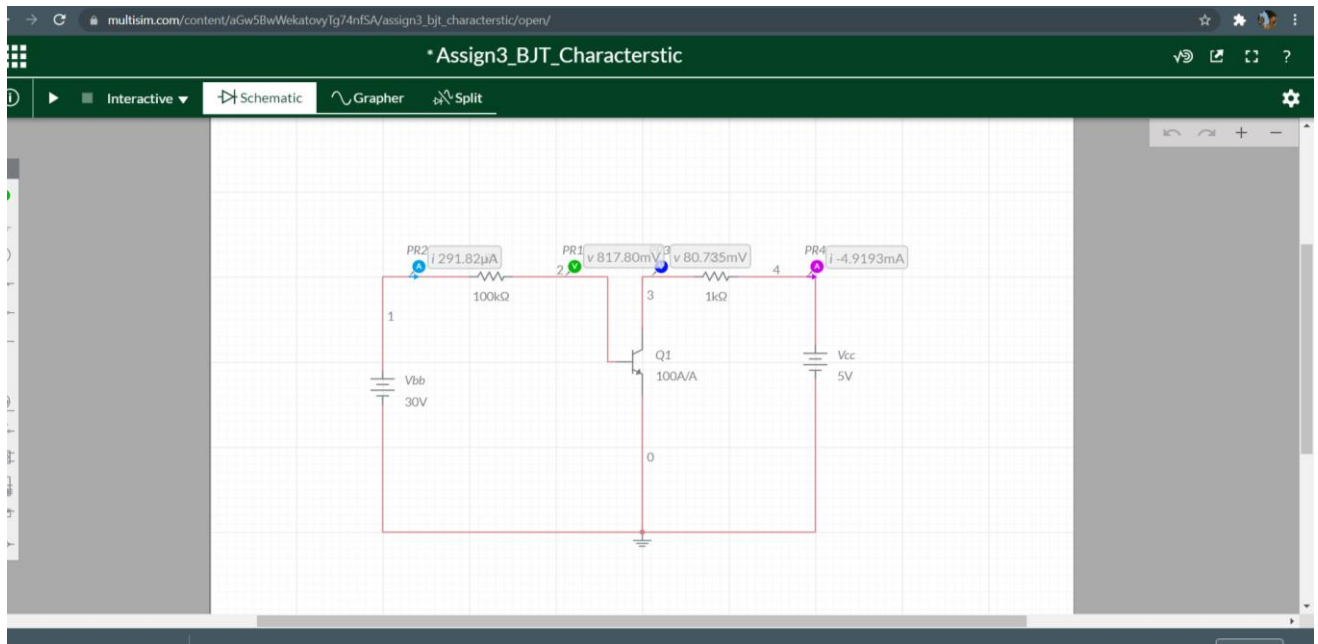 multisim.com/content/aGw5BwWekatovyTg74nfSA/assign3_bjt_characterstic/open/
*Assign3_BJT_Characterstic
?
Interactive Schematic Grapher Split
PR2 i 291.82µA
PR1 v 817.80mV
3 v 80.735mV
PR4 i -4.9193mA
2
4
100kΩ
3
1kΩ
1
Q1
100A/A
Vcc
5V
Vbb
30V
0